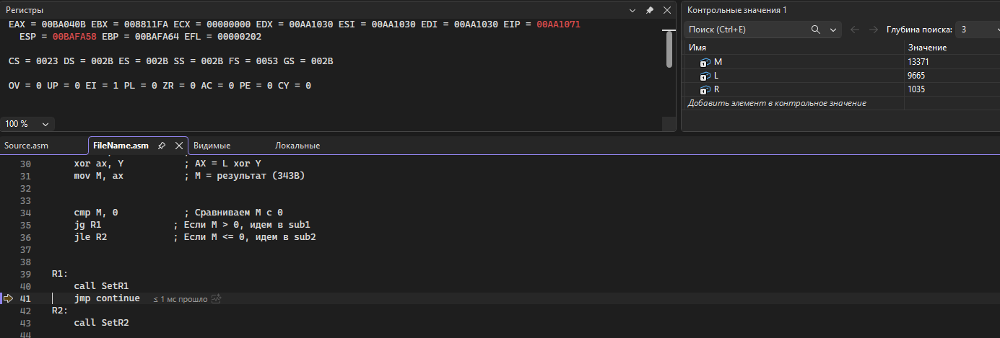 Регистры
EAX = 00BA040B EBX = 008811FA ECX = 00000000 EDX = 00AA1030 ESI = 00AA1030 EDI = 00AA1030 EIP = 00AA1071
ESP = 00BAFA58 EBP = 00BAFA64 EFL = 00000202
CS = 0023 DS = 002B ES = 002B SS = 002B FS = 0053 GS = 002B
OV = 0 UP = 0 EI = 1 PL = 0 ZR = 0 AC = 0 PE = 0 CY = 0
100 %
Контрольные значения 1
Поиск (Ctrl+E) Глубина поиска: 3
Имя Значение
M 13371
L 9665
R 1035
Добавить элемент в контрольное значение
Source.asm FileName.asm Видимые Локальные
30 xor ax, Y ; AX = L xor Y
31 mov M, ax ; M = результат (343B)
32
33
34 cmp M, 0 ; Сравниваем M с 0
35 jg R1 ; Если M > 0, идем в sub1
36 jle R2 ; Если M <= 0, идем в sub2
37
38
39 R1:
40 call SetR1
41 jmp continue ≤ 1 мс прошло
42 R2:
43 call SetR2
44